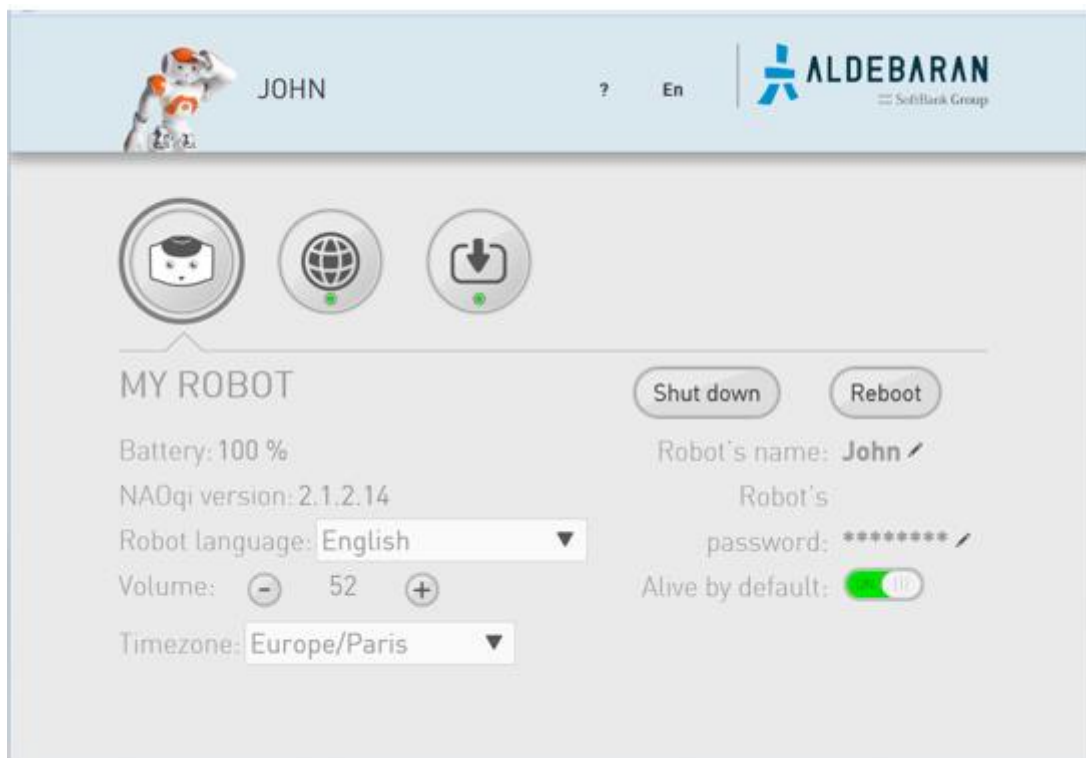 JOHN
? En
ALDEBARAN
SoftBank Group
MY ROBOT
Shut down Reboot
Battery: 100 %
Robot's name: John
NAOqi version: 2.1.2.14
Robot's
password: ********
Robot language: English
Volume: - 52 +
Alive by default:
Timezone: Europe/Paris